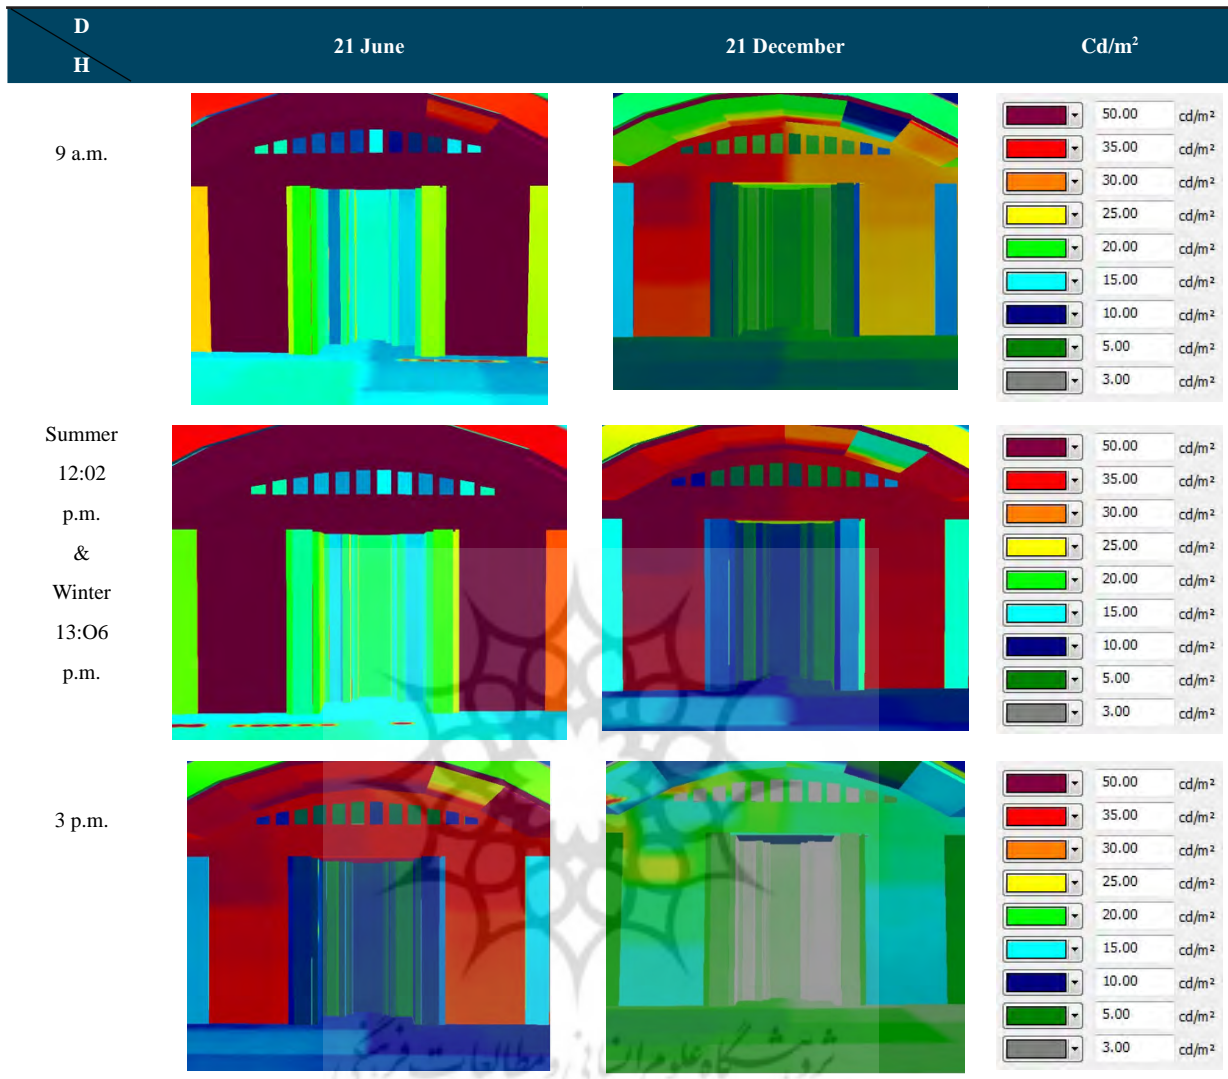 D
H
21 June
21 December
Cd/m²
9 a.m.
50.00 cd/m²
35.00 cd/m²
30.00 cd/m²
25.00 cd/m²
20.00 cd/m²
15.00 cd/m²
10.00 cd/m²
5.00 cd/m²
3.00 cd/m²
Summer
12:02
p.m.
&
Winter
13:O6
p.m.
50.00 cd/m²
35.00 cd/m²
30.00 cd/m²
25.00 cd/m²
20.00 cd/m²
15.00 cd/m²
10.00 cd/m²
5.00 cd/m²
3.00 cd/m²
3 p.m.
50.00 cd/m²
35.00 cd/m²
30.00 cd/m²
25.00 cd/m²
20.00 cd/m²
15.00 cd/m²
10.00 cd/m²
5.00 cd/m²
3.00 cd/m²
پژوهشگاه علوم انسانی و مطالعات فرهنگی